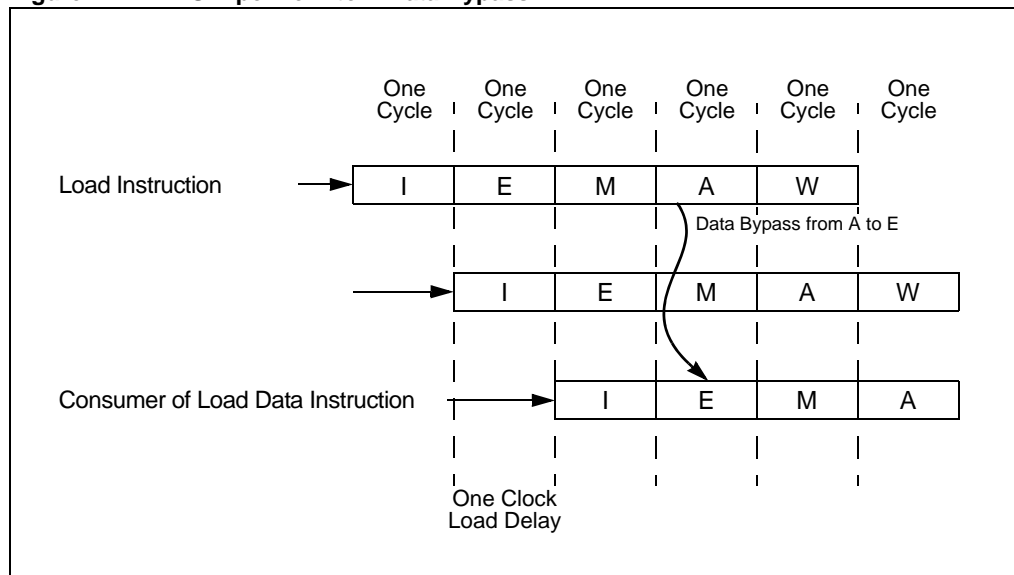 One Cycle One Cycle One Cycle One Cycle One Cycle One Cycle
Load Instruction I E M A W
Data Bypass from A to E
I E M A W
Consumer of Load Data Instruction I E M A
One Clock
Load Delay